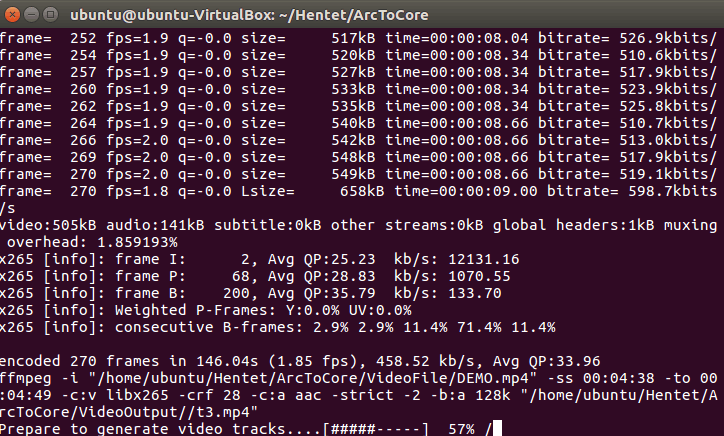 ubuntu@ubuntu-VirtualBox: ~/Hentet/ArcToCore
frame=  252 fps=1.9 q=-0.0 size=     517kB time=00:00:08.04 bitrate= 526.9kbits/
frame=  254 fps=1.9 q=-0.0 size=     520kB time=00:00:08.34 bitrate= 510.6kbits/
frame=  257 fps=1.9 q=-0.0 size=     527kB time=00:00:08.34 bitrate= 517.9kbits/
frame=  260 fps=1.9 q=-0.0 size=     533kB time=00:00:08.34 bitrate= 523.9kbits/
frame=  262 fps=1.9 q=-0.0 size=     535kB time=00:00:08.34 bitrate= 525.8kbits/
frame=  264 fps=1.9 q=-0.0 size=     540kB time=00:00:08.66 bitrate= 510.7kbits/
frame=  266 fps=2.0 q=-0.0 size=     542kB time=00:00:08.66 bitrate= 513.0kbits/
frame=  269 fps=2.0 q=-0.0 size=     548kB time=00:00:08.66 bitrate= 517.9kbits/
frame=  270 fps=2.0 q=-0.0 size=     549kB time=00:00:08.66 bitrate= 519.1kbits/
frame=  270 fps=1.8 q=-0.0 Lsize=     658kB time=00:00:09.00 bitrate= 598.7kbits
/s
video:505kB audio:141kB subtitle:0kB other streams:0kB global headers:1kB muxing
 overhead: 1.859193%
x265 [info]: frame I:      2, Avg QP:25.23  kb/s: 12131.16
x265 [info]: frame P:     68, Avg QP:28.83  kb/s: 1070.55
x265 [info]: frame B:    200, Avg QP:35.79  kb/s: 133.70
x265 [info]: Weighted P-Frames: Y:0.0% UV:0.0%
x265 [info]: consecutive B-frames: 2.9% 2.9% 11.4% 71.4% 11.4%
encoded 270 frames in 146.04s (1.85 fps), 458.52 kb/s, Avg QP:33.96
ffmpeg -i "/home/ubuntu/Hentet/ArcToCore/VideoFile/DEMO.mp4" -ss 00:04:38 -to 00
:04:49 -c:v libx265 -crf 28 -c:a aac -strict -2 -b:a 128k "/home/ubuntu/Hentet/A
rcToCore/VideoOutput//t3.mp4"
Prepare to generate video tracks....[#####-----]  57% /